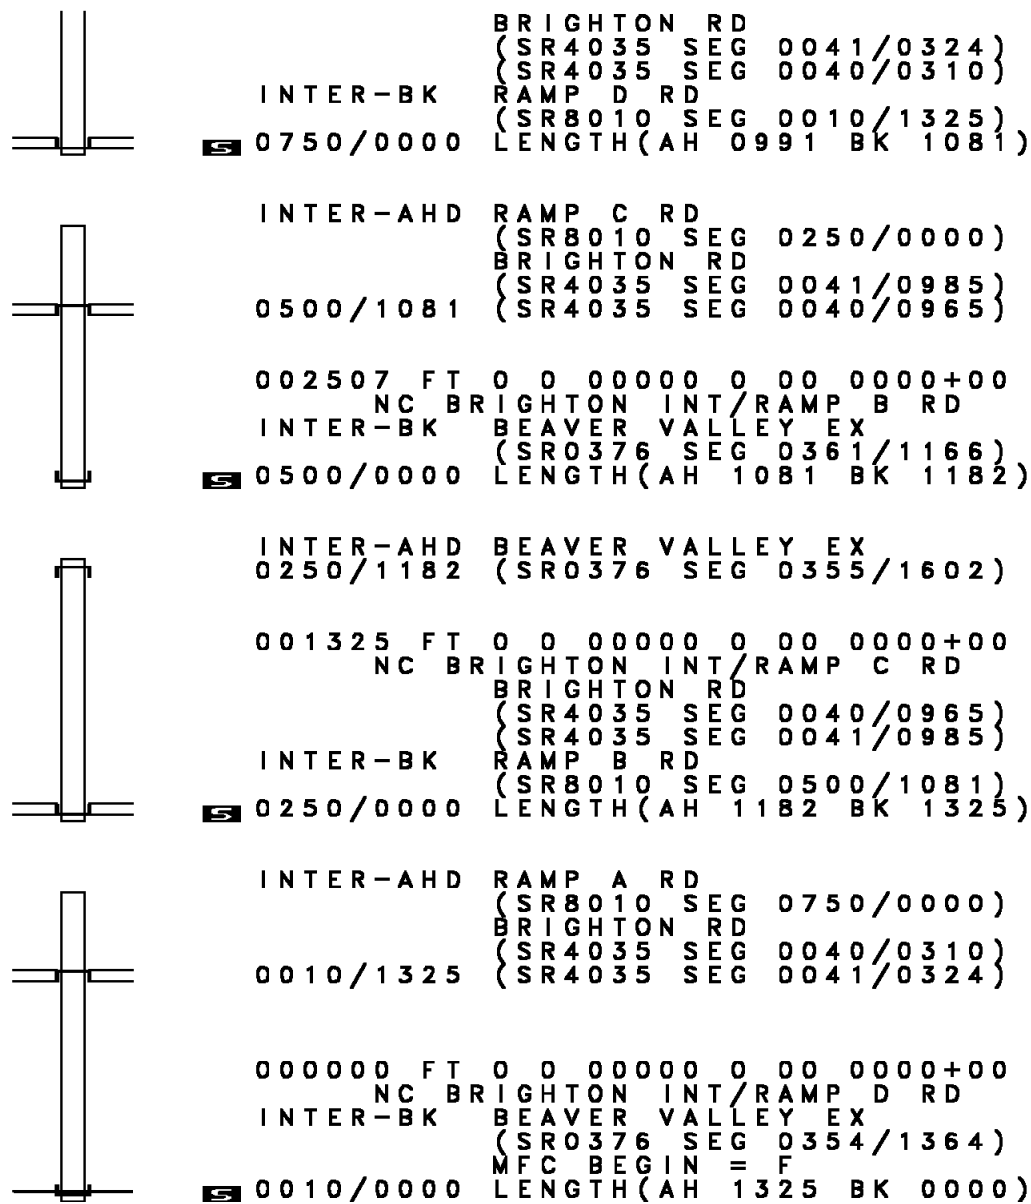 BRIGHTON RD
(SR4035 SEG 0041/0324)
(SR4035 SEG 0040/0310)
INTER-BK RAMP D RD
(SR8010 SEG 0010/1325)
S 0750/0000 LENGTH(AH 0991 BK 1081)
INTER-AHD RAMP C RD
(SR8010 SEG 0250/0000)
BRIGHTON RD
(SR4035 SEG 0041/0985)
0500/1081 (SR4035 SEG 0040/0965)
002507 FT 0 0 00000 0 00 0000+00
NC BRIGHTON INT/RAMP B RD
INTER-BK BEAVER VALLEY EX
(SR0376 SEG 0361/1166)
S 0500/0000 LENGTH(AH 1081 BK 1182)
INTER-AHD BEAVER VALLEY EX
0250/1182 (SR0376 SEG 0355/1602)
001325 FT 0 0 00000 0 00 0000+00
NC BRIGHTON INT/RAMP C RD
BRIGHTON RD
(SR4035 SEG 0040/0965)
(SR4035 SEG 0041/0985)
INTER-BK RAMP B RD
(SR8010 SEG 0500/1081)
S 0250/0000 LENGTH(AH 1182 BK 1325)
INTER-AHD RAMP A RD
(SR8010 SEG 0750/0000)
BRIGHTON RD
(SR4035 SEG 0040/0310)
0010/1325 (SR4035 SEG 0041/0324)
000000 FT 0 0 00000 0 00 0000+00
NC BRIGHTON INT/RAMP D RD
INTER-BK BEAVER VALLEY EX
(SR0376 SEG 0354/1364)
MFC BEGIN = F
S 0010/0000 LENGTH(AH 1325 BK 0000)